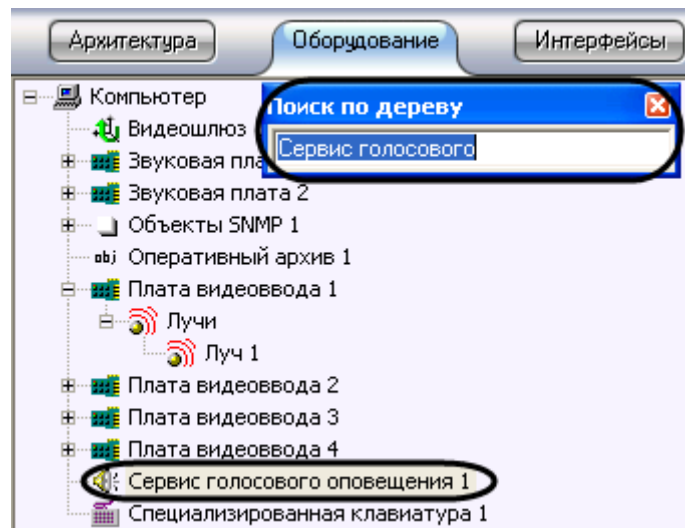 Архитектура Оборудование Интерфейсы
Компьютер
Поиск по дереву
Видеошлюз
Сервис голосового
Звуковая пла
Звуковая плата 2
Объекты SNMP 1
obj Оперативный архив 1
Плата видеоввода 1
Лучи
Луч 1
Плата видеоввода 2
Плата видеоввода 3
Плата видеоввода 4
Сервис голосового оповещения 1
Специализированная клавиатура 1